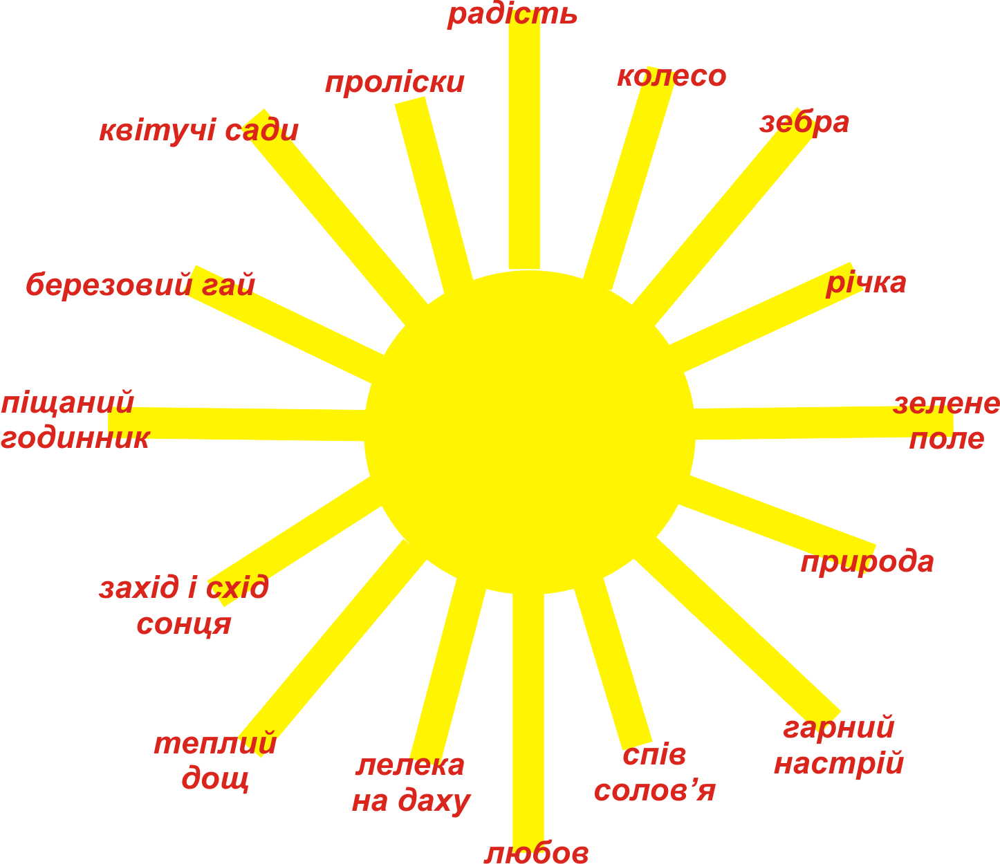 радість
колесо
проліски
зебра
квітучі сади
річка
березовий гай
піщаний
годинник
зелене
поле
природа
захід і схід
сонця
гарний
настрій
теплий
дощ
спів
солов’я
лелека
на даху
любов